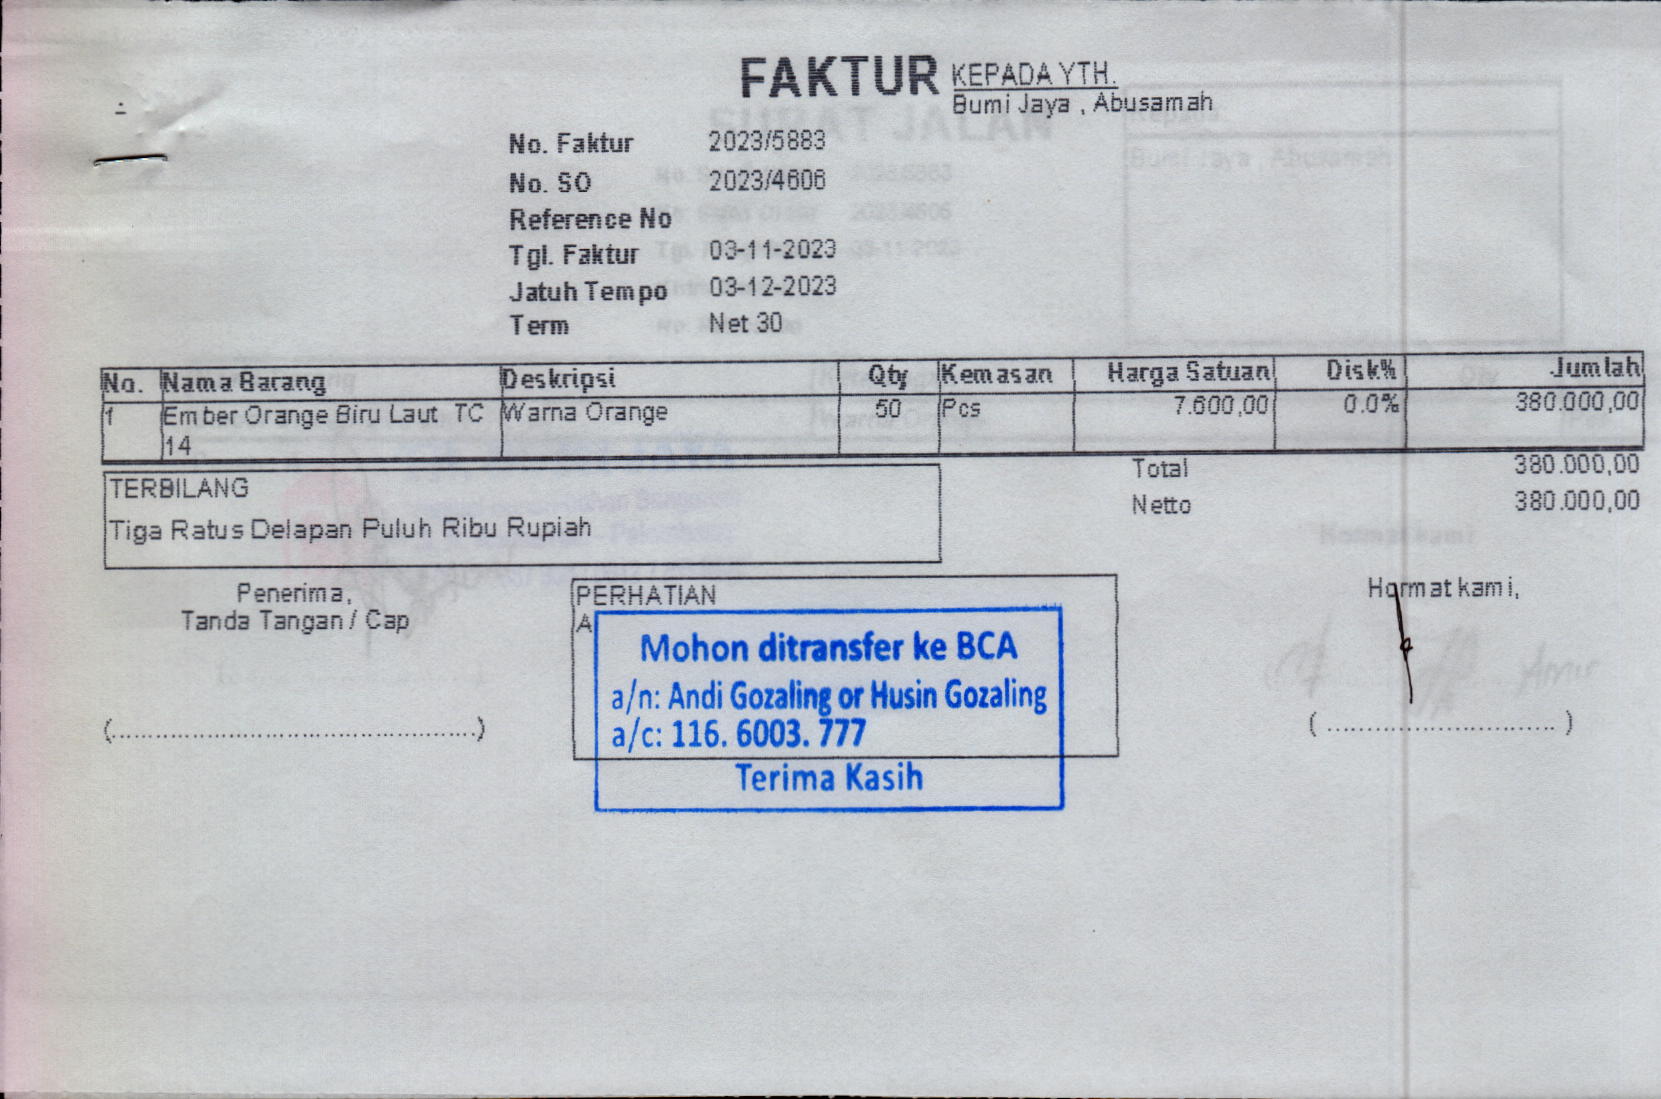 FAKTUR
KEPADA YTH.
Bumi Jaya , Abusamah
No. Faktur 2023/5883
No. SO 2023/4606
Reference No
Tgl. Faktur 03-11-2023
Jatuh Tempo 03-12-2023
Term Net 30
No. Nama Barang Deskripsi Qty Kemasan Harga Satuan Disk% Jumlah
1 Ember Orange Biru Laut TC Warna Orange 50 Pcs 7.600,00 0.0% 380.000,00
14
Total 380.000,00
Netto 380.000,00
TERBILANG
Tiga Ratus Delapan Puluh Ribu Rupiah
Penerima,
Tanda Tangan / Cap
(................................................)
PERHATIAN
A
Mohon ditransfer ke BCA
a/n: Andi Gozaling or Husin Gozaling
a/c: 116. 6003. 777
Terima Kasih
Hormat kami,
( .............................. )